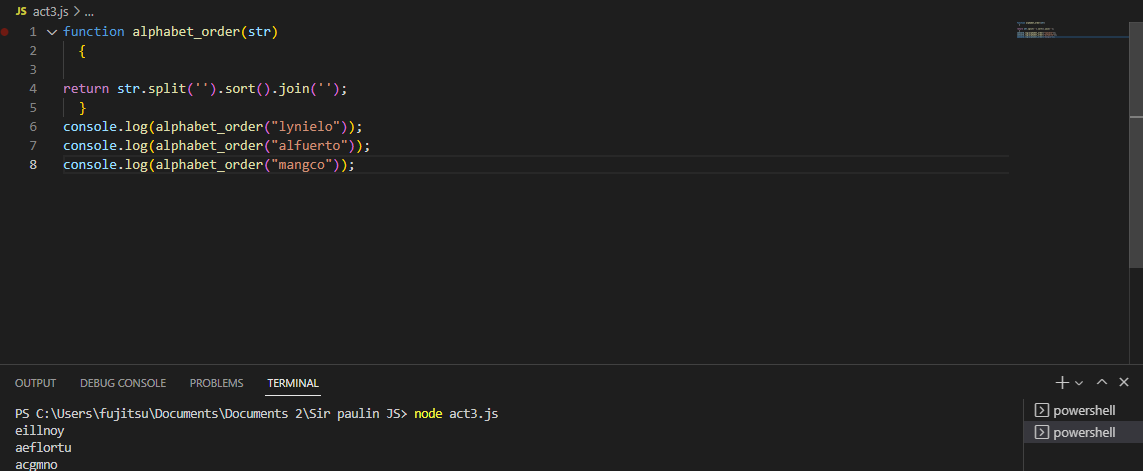 JS act3.js > ...
1 function alphabet_order(str)
2 {
3
4 return str.split('').sort().join('');
5 }
6 console.log(alphabet_order("lynielo"));
7 console.log(alphabet_order("alfuerto"));
8 console.log(alphabet_order("mangco"));
OUTPUT DEBUG CONSOLE PROBLEMS TERMINAL
PS C:\Users\fujitsu\Documents\Documents 2\Sir paulin JS> node act3.js
eillnoy
aeflortu
acgmno
powershell
powershell